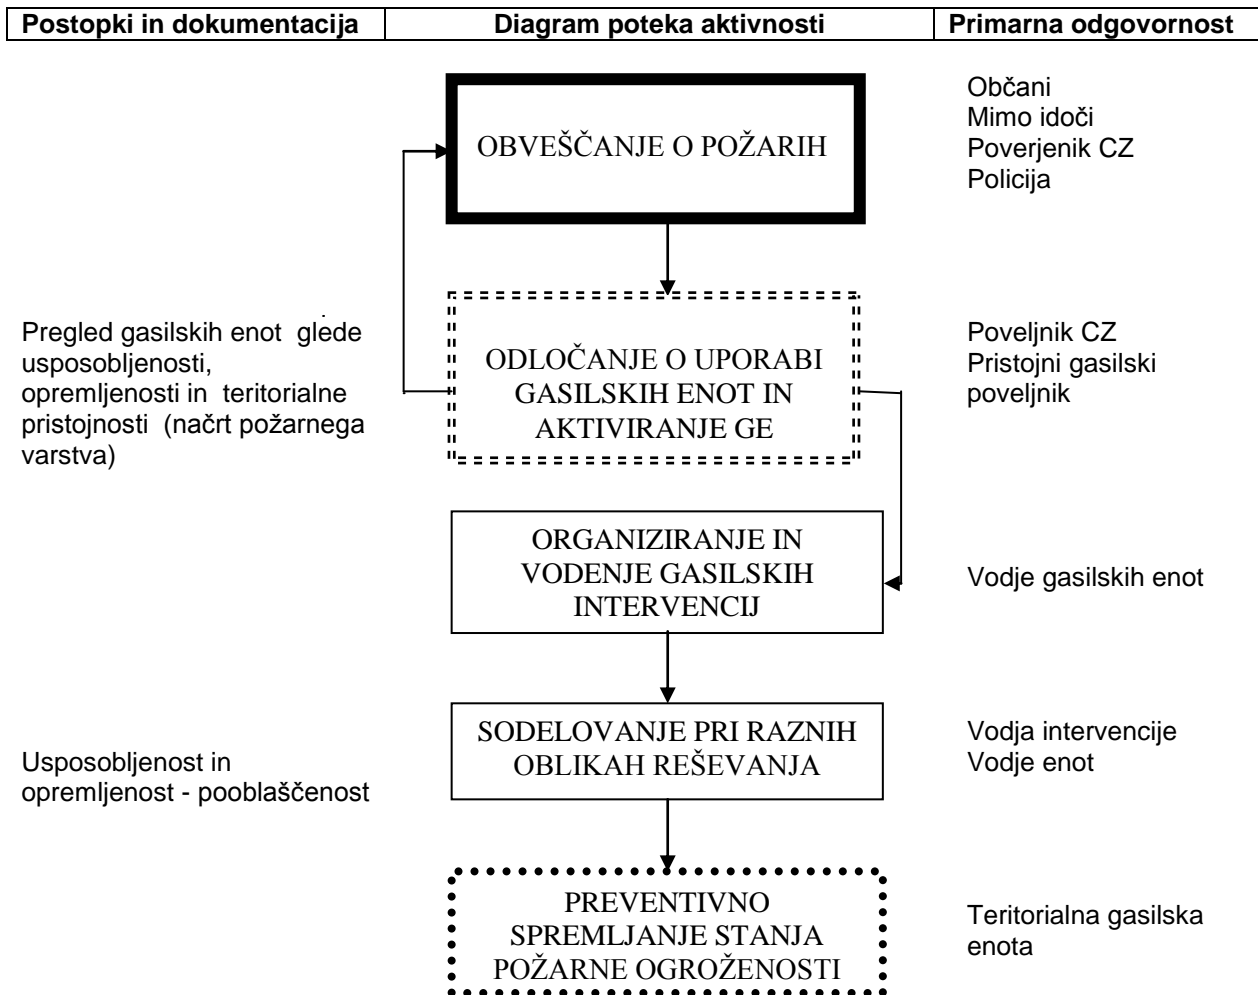 Postopki in dokumentacija
Diagram poteka aktivnosti
Primarna odgovornost
OBVEŠČANJE O POŽARIH
Občani
Mimo idoči
Poverjenik CZ
Policija
Pregled gasilskih enot glede
usposobljenosti,
opremljenosti in teritorialne
pristojnosti (načrt požarnega
varstva)
ODLOČANJE O UPORABI
GASILSKIH ENOT IN
AKTIVIRANJE GE
Poveljnik CZ
Pristojni gasilski
poveljnik
ORGANIZIRANJE IN
VODENJE GASILSKIH
INTERVENCIJ
Vodje gasilskih enot
Usposobljenost in
opremljenost - pooblaščenost
SODELOVANJE PRI RAZNIH
OBLIKAH REŠEVANJA
Vodja intervencije
Vodje enot
PREVENTIVNO
SPREMLJANJE STANJA
POŽARNE OGROŽENOSTI
Teritorialna gasilska
enota